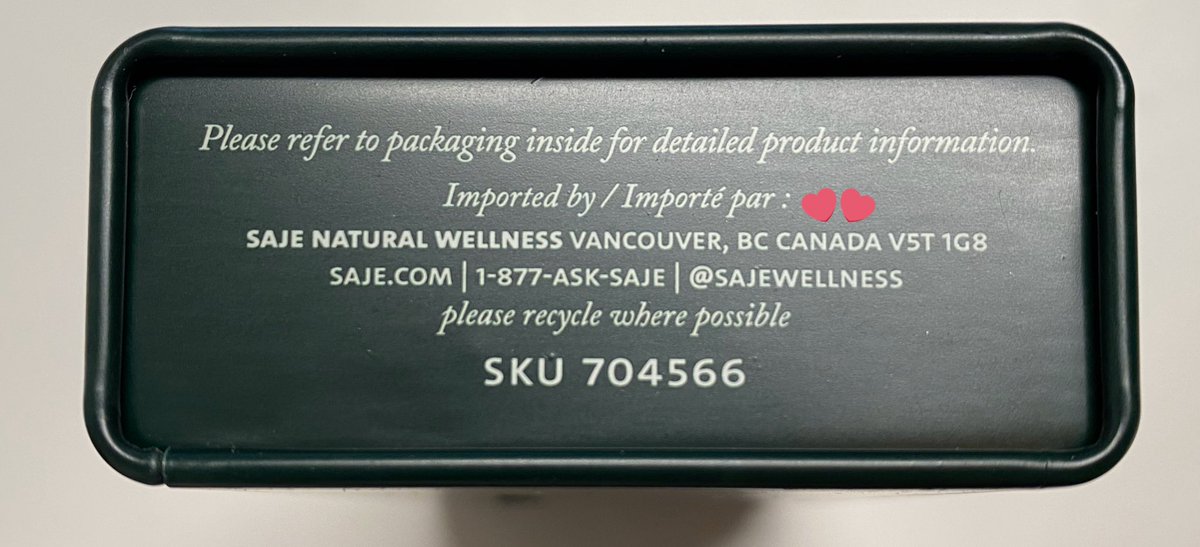 Please refer to packaging inside for detailed product information.
Imported by / Importé par :
SAJE NATURAL WELLNESS VANCOUVER, BC CANADA V5T 1G8
SAJE.COM | 1-877-ASK-SAJE | @SAJEWELLNESS
please recycle where possible
SKU 704566